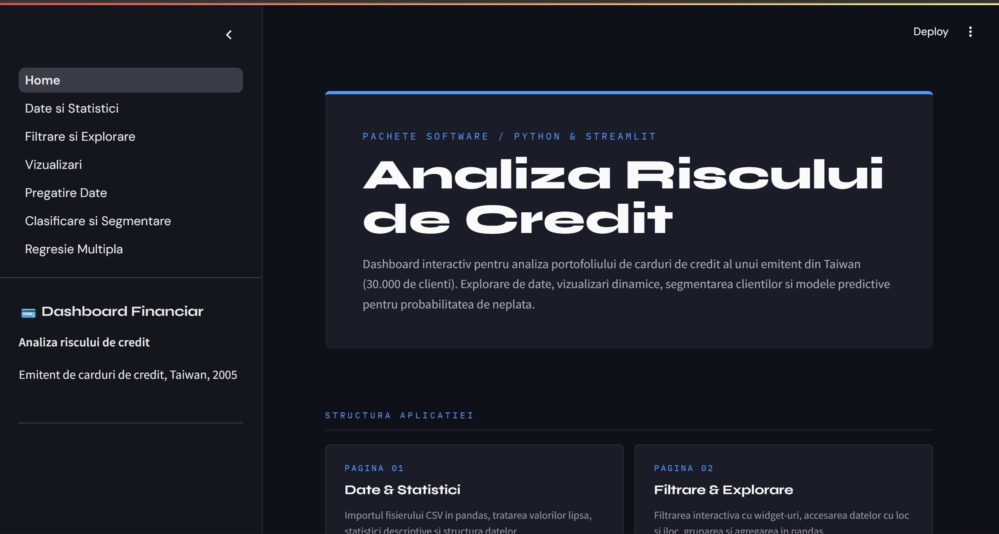 Deploy
Home
Date si Statistici
Filtrare si Explorare
Vizualizari
Pregatire Date
Clasificare si Segmentare
Regresie Multipla
Dashboard Financiar
Analiza riscului de credit
Emitent de carduri de credit, Taiwan, 2005
PACHETE SOFTWARE / PYTHON & STREAMLIT
Analiza Riscului
de Credit
Dashboard interactiv pentru analiza portofoliului de carduri de credit al unui emitent din Taiwan
(30.000 de clienti). Explorare de date, vizualizari dinamice, segmentarea clientilor si modele predictive
pentru probabilitatea de neplata.
STRUCTURA APLICATIEI
PAGINA 01
Date & Statistici
Importul fisierului CSV in pandas, tratarea valorilor lipsa,
statistici descriptive si structura datelor
PAGINA 02
Filtrare & Explorare
Filtrarea interactiva cu widget-uri, accesarea datelor cu loc
si iloc, gruparea si agregarea in pandas